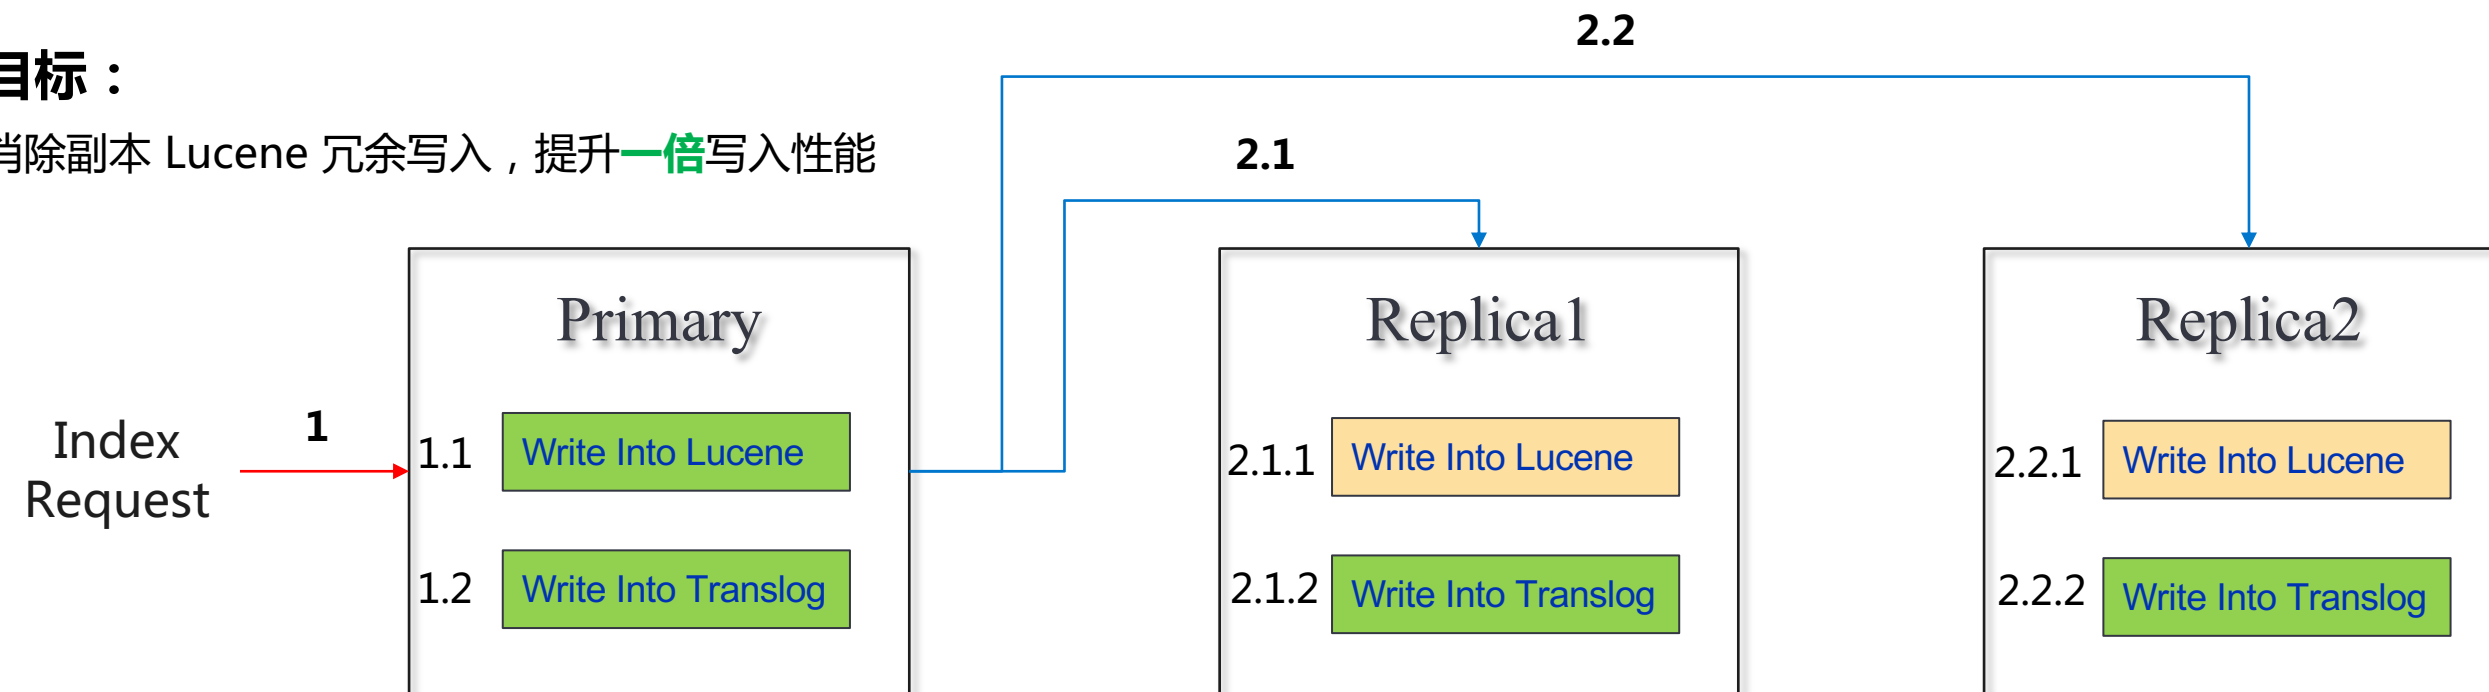 目标：
消除副本 Lucene 冗余写入，提升一倍写入性能
2.2
2.1
Primary
Replica1
Replica2
Index
Request
1
1.1
Write Into Lucene
2.1.1
Write Into Lucene
2.2.1
Write Into Lucene
1.2
Write Into Translog
2.1.2
Write Into Translog
2.2.2
Write Into Translog